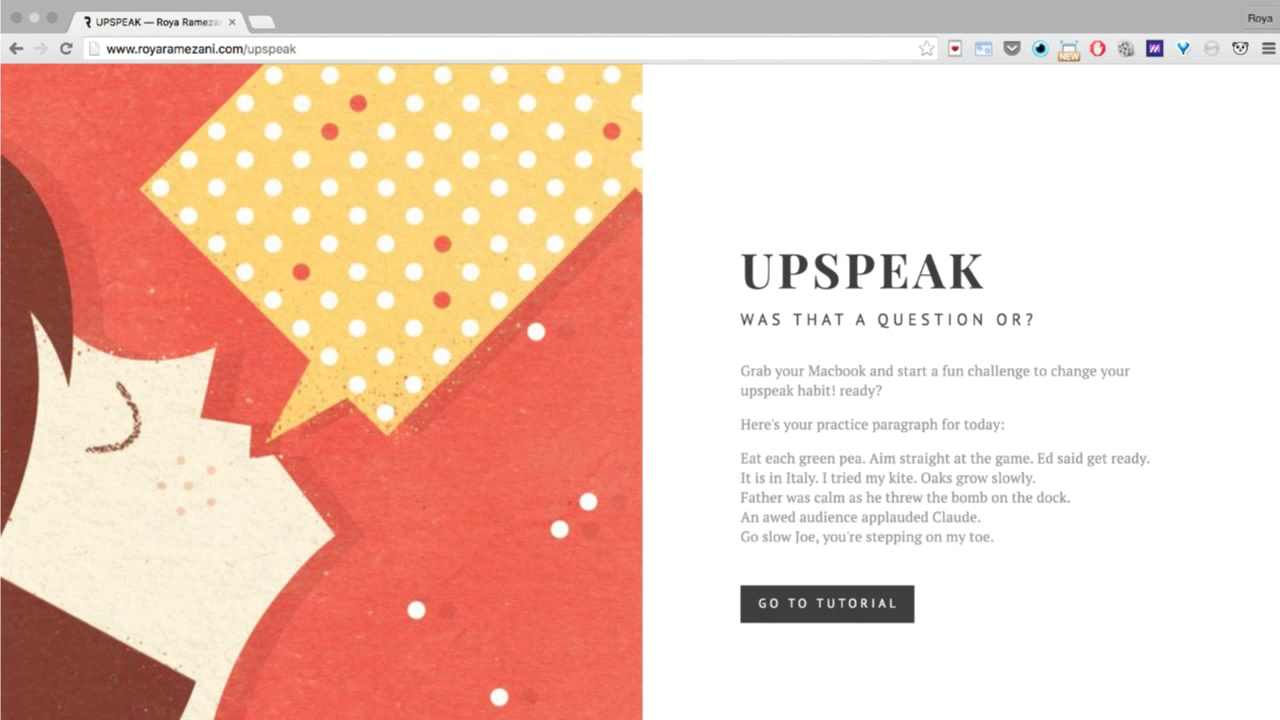 UPSPEAK — Roya Rameza
Roya
www.royaramezani.com/upspeak
NEW
UPSPEAK
WAS THAT A QUESTION OR?
Grab your Macbook and start a fun challenge to change your
upspeak habit! ready?
Here's your practice paragraph for today:
Eat each green pea. Aim straight at the game. Ed said get ready.
It is in Italy. I tried my kite. Oaks grow slowly.
Father was calm as he threw the bomb on the dock.
An awed audience applauded Claude.
Go slow Joe, you're stepping on my toe.
GO TO TUTORIAL